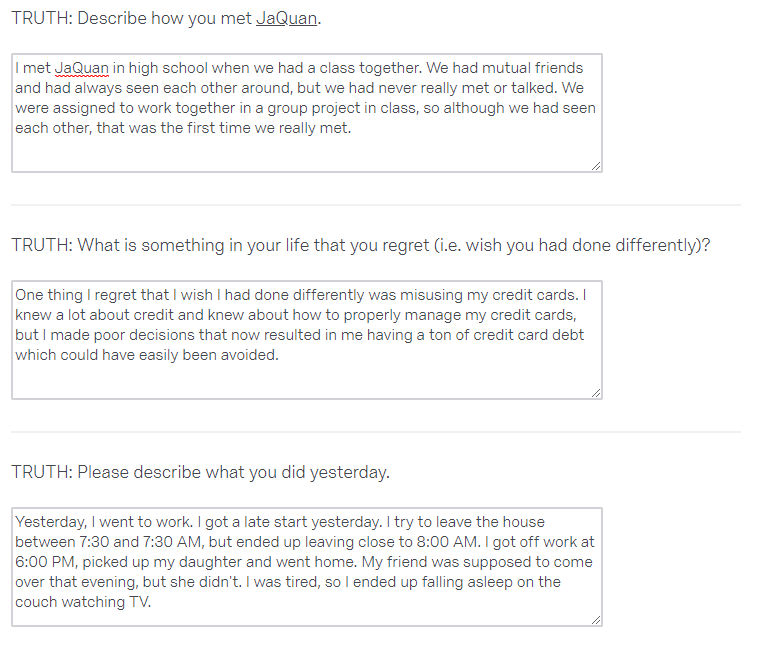 TRUTH: Describe how you met JaQuan.
I met JaQuan in high school when we had a class together. We had mutual friends
and had always seen each other around, but we had never really met or talked. We
were assigned to work together in a group project in class, so although we had seen
each other, that was the first time we really met.
TRUTH: What is something in your life that you regret (i.e. wish you had done differently)?
One thing I regret that I wish I had done differently was misusing my credit cards. I
knew a lot about credit and knew about how to properly manage my credit cards,
but I made poor decisions that now resulted in me having a ton of credit card debt
which could have easily been avoided.
TRUTH: Please describe what you did yesterday.
Yesterday, I went to work. I got a late start yesterday. I try to leave the house
between 7:30 and 7:30 AM, but ended up leaving close to 8:00 AM. I got off work at
6:00 PM, picked up my daughter and went home. My friend was supposed to come
over that evening, but she didn't. I was tired, so I ended up falling asleep on the
couch watching TV.